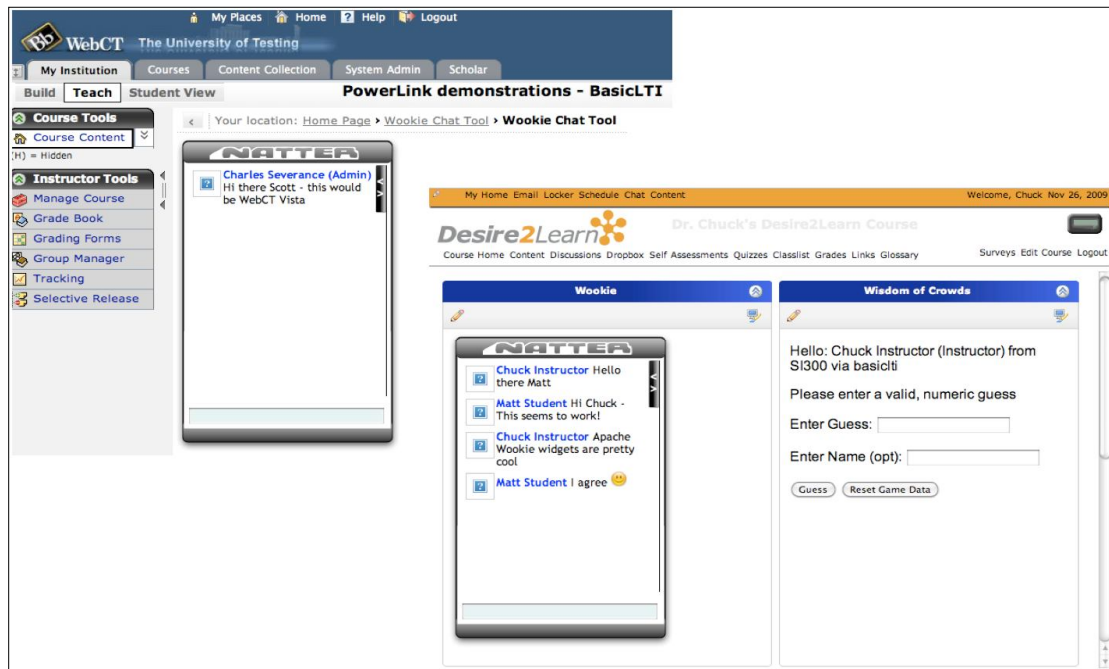 My Places Home ? Help Logout
Bb WebCT The University of Testing
My Institution Courses Content Collection System Admin Scholar
Build Teach Student View PowerLink demonstrations - BasicLTI
Course Tools
Course Content
(H) = Hidden
Instructor Tools
Manage Course
Grade Book
Grading Forms
Group Manager
Tracking
Selective Release
Your location: Home Page › Wookie Chat Tool › Wookie Chat Tool
NATTER
Charles Severance (Admin)
Hi there Scott - this would
be WebCT Vista
My Home Email Locker Schedule Chat Content Welcome, Chuck Nov 26, 2009
Desire2Learn Dr. Chuck's Desire2Learn Course
Course Home Content Discussions Dropbox Self Assessments Quizzes Classlist Grades Links Glossary Surveys Edit Course Logout
Wookie
NATTER
Chuck Instructor Hello
there Matt
Matt Student Hi Chuck -
This seems to work!
Chuck Instructor Apache
Wookie widgets are pretty
cool
Matt Student I agree
Wisdom of Crowds
Hello: Chuck Instructor (Instructor) from
SI300 via basiclti
Please enter a valid, numeric guess
Enter Guess:
Enter Name (opt):
Guess Reset Game Data